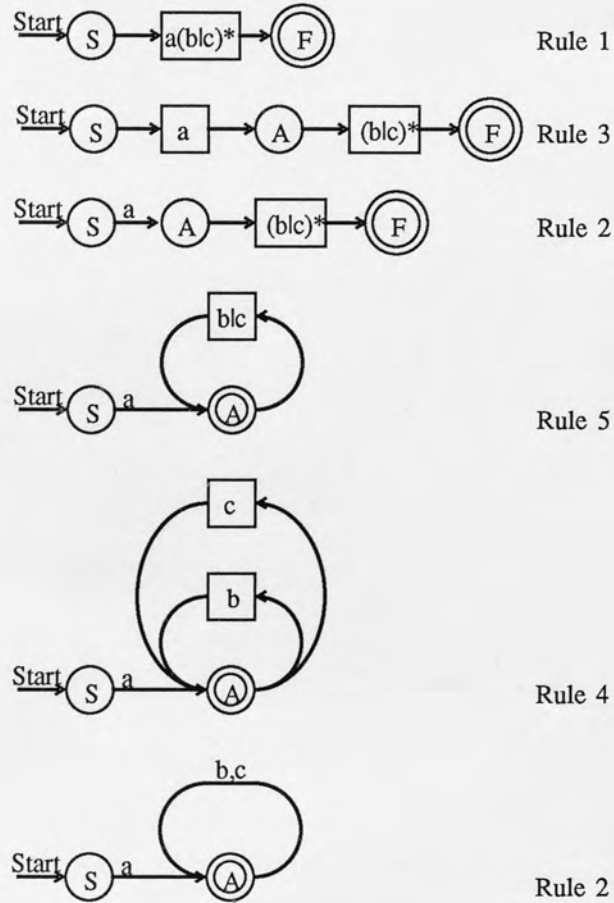 Start S a(b|c)* F Rule 1
Start S a A (b|c)* F Rule 3
Start S a A (b|c)* F Rule 2
b|c
Start S a A Rule 5
c
b
Start S a A Rule 4
b,c
Start S a A Rule 2